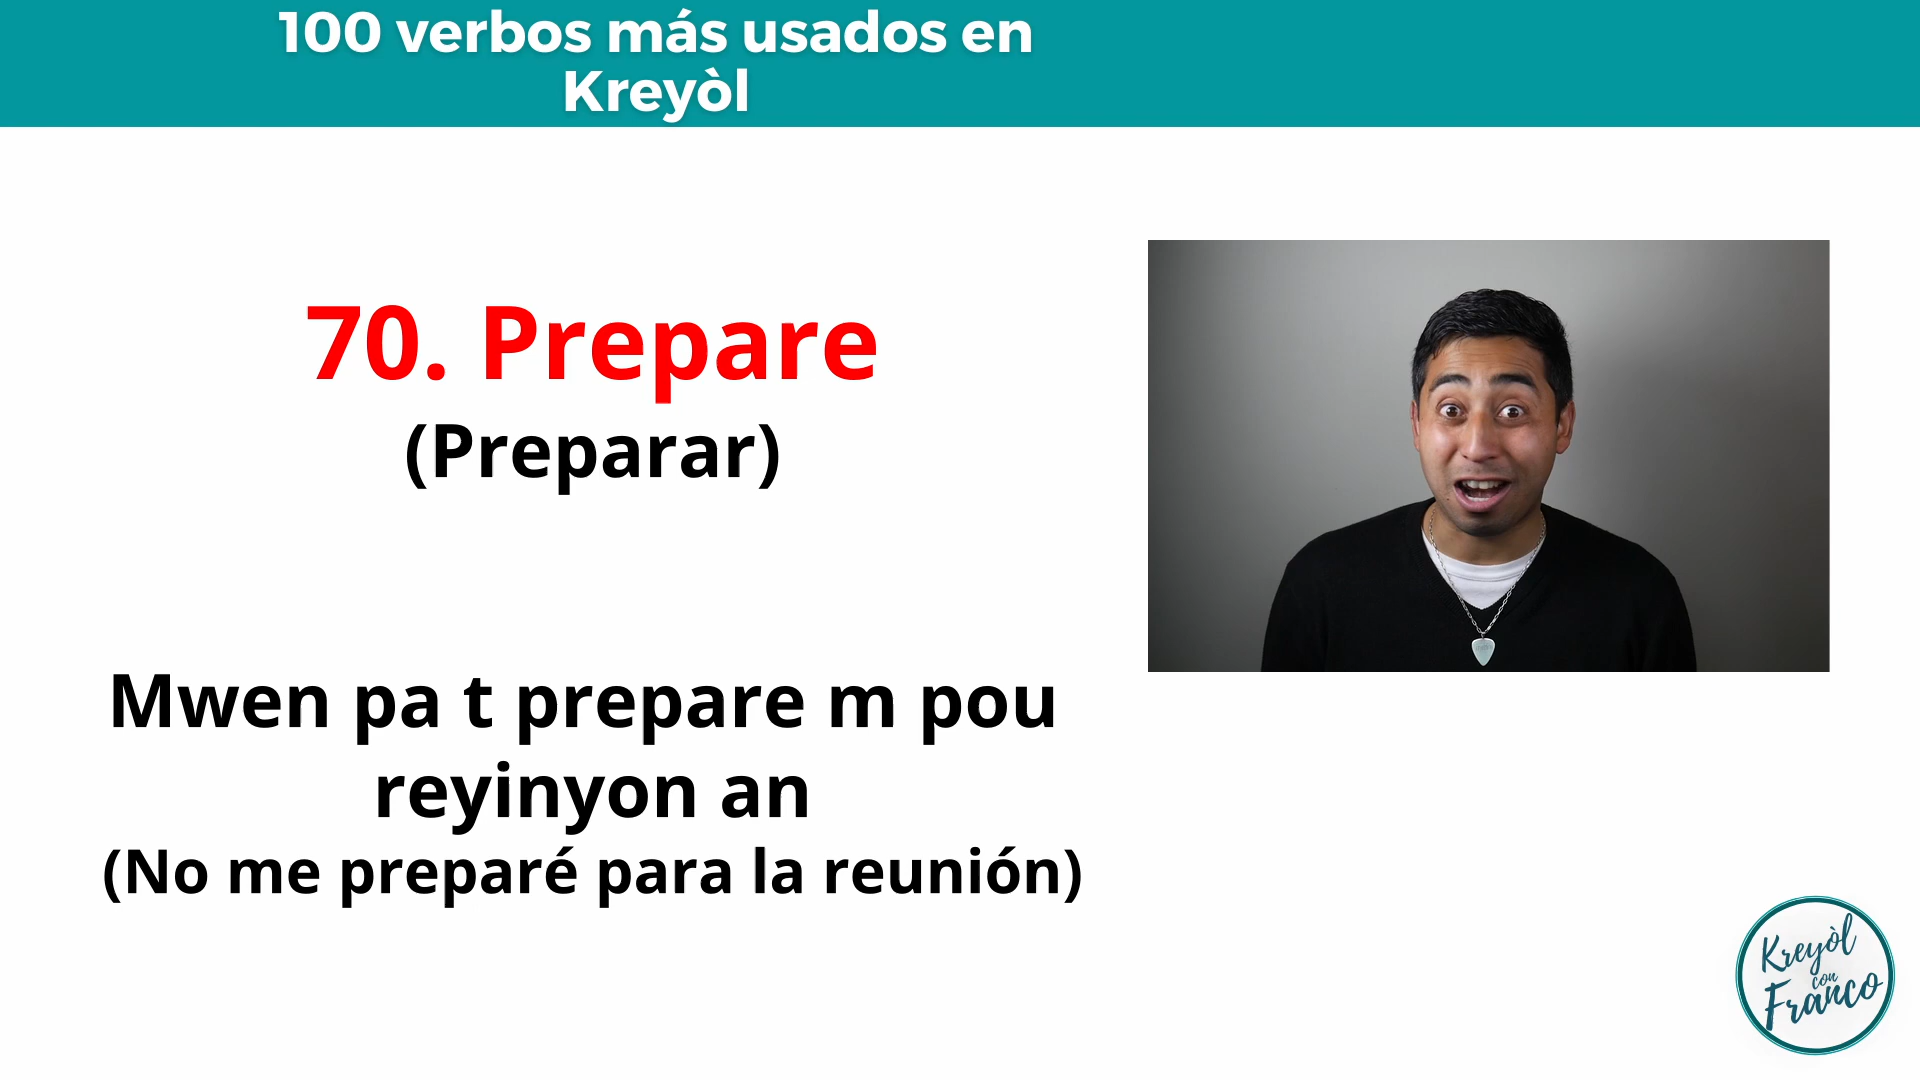 100 verbos más usados en
Kreyòl
70. Prepare
(Preparar)
Mwen pa t prepare m pou
reyinyon an
(No me preparé para la reunión)
Kreyòl
con
Franco